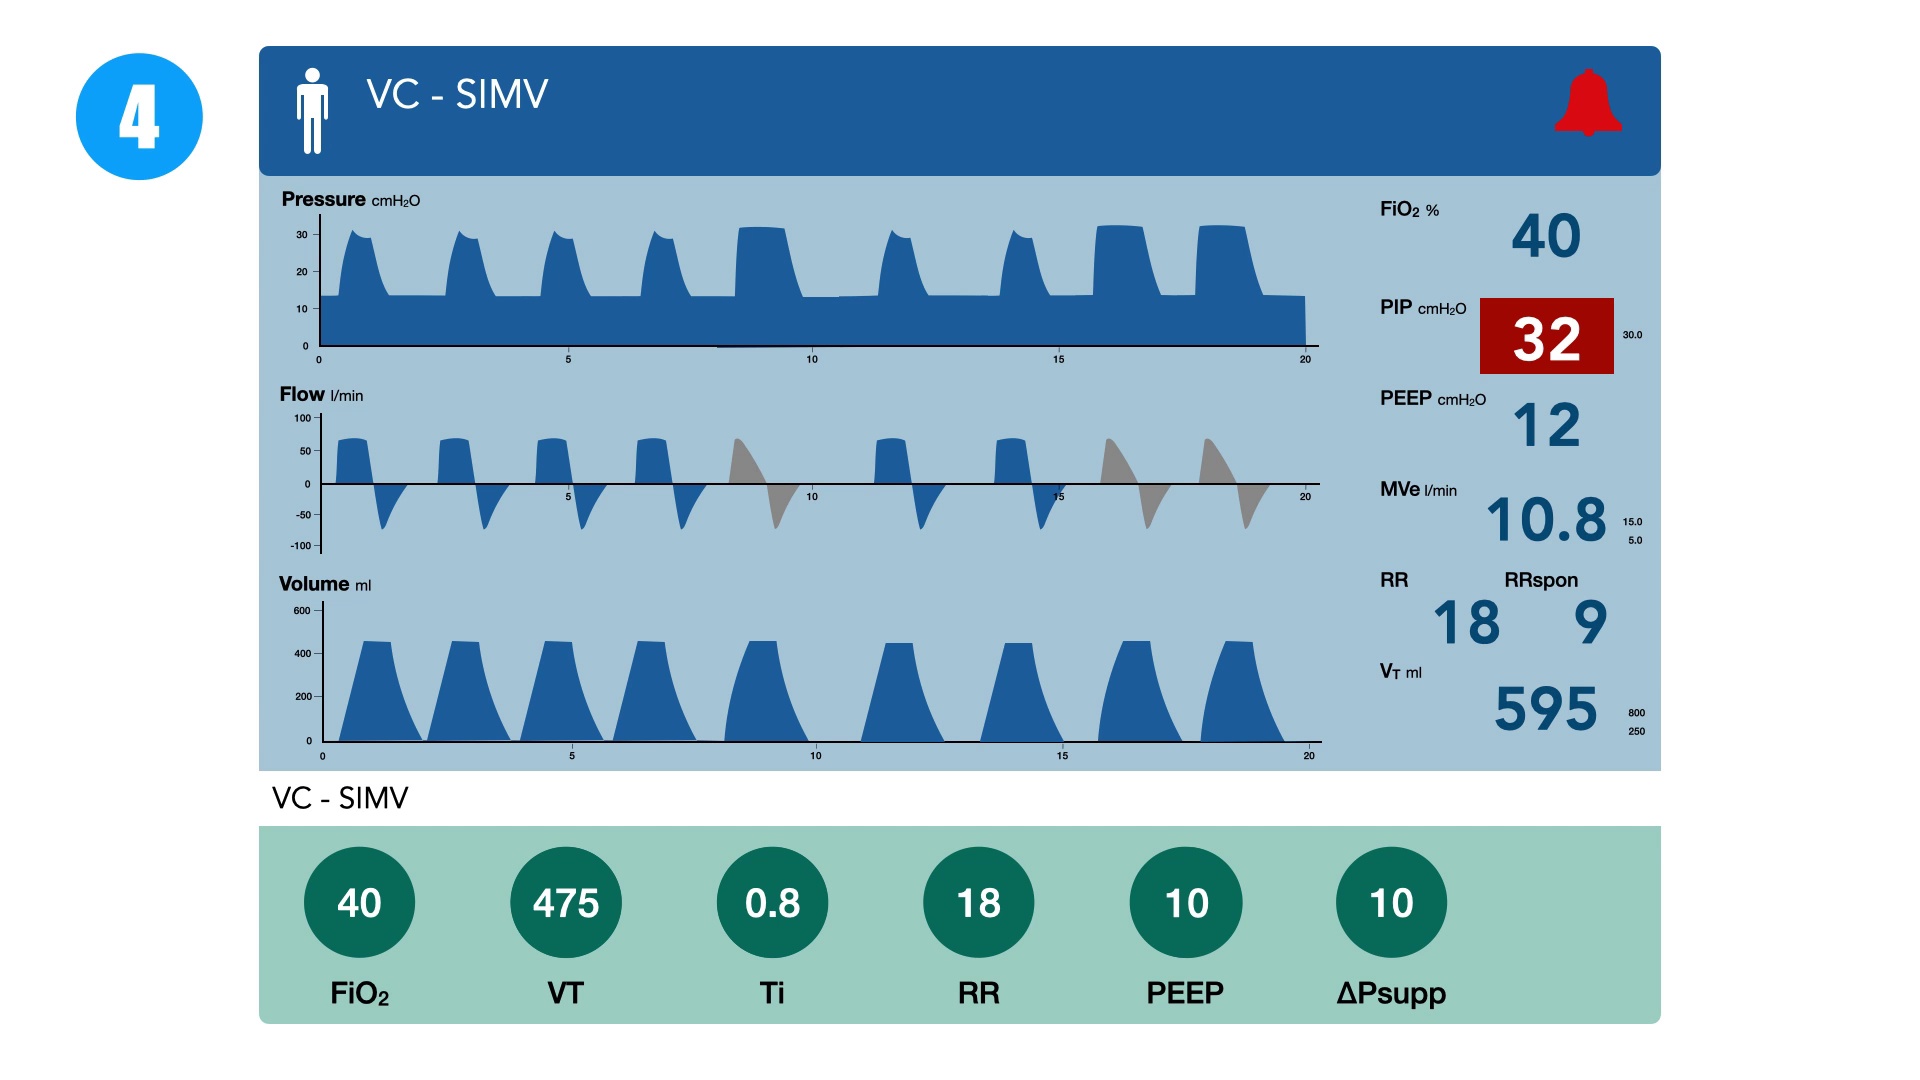 4
VC - SIMV
Pressure cmH₂O
30
20
10
0
0 5 10 15 20
Flow l/min
100
50
0
-50
-100
5 10 15 20
Volume ml
600
400
200
0
0 5 10 15 20
FiO₂ %
40
PIP cmH₂O
32
30.0
PEEP cmH₂O
12
MVe l/min
10.8
15.0
5.0
RR RRspon
18 9
VT ml
595
800
250
VC - SIMV
40 475 0.8 18 10 10
FiO₂ VT Ti RR PEEP ΔPsupp